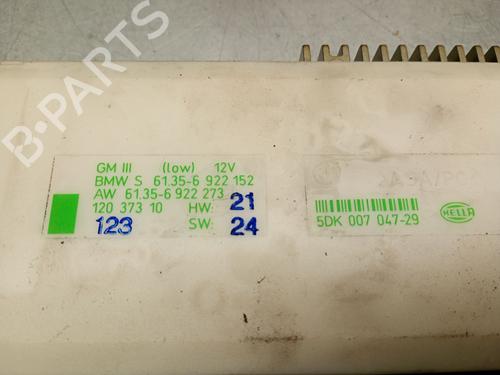 B-PARTS
GM III (low) 12V
BMW S 61.35-6 922 152
AW 61.35-6 922 273
120 373 10 HW: 21
123 SW: 24
5DK 007 047-29
HELLA